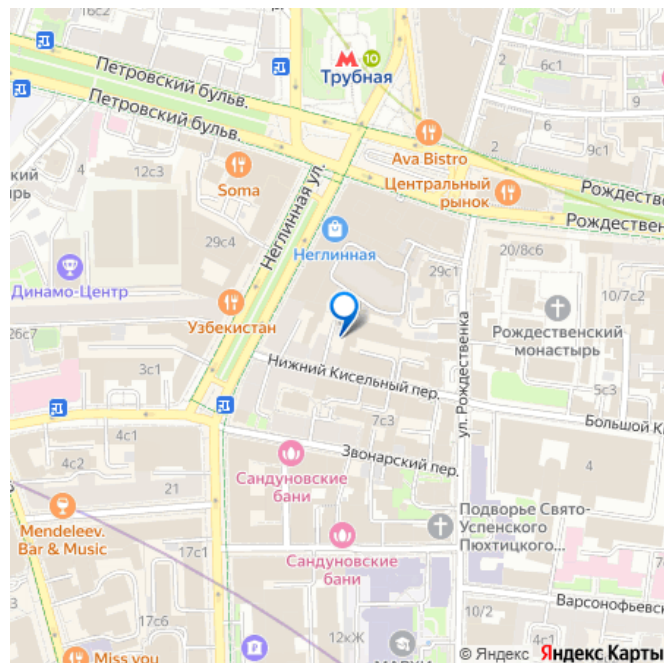 16с2
6с1
М 10
Трубная
9
Петровский бульв.
Петровский бульв.
2
6
9с1
Ava Bistro
12с3
Soma
Неглинная ул.
Центральный
рынок
Рождественк
Рождествен
29с4
Неглинная
29с1
20/8с6
10/7с2
Динамо-Центр
Узбекистан
Рождественский
монастырь
26с7
3с1
Нижний Кисельный пер.
ул. Рождественка
5с3
Большой К
7с3
4с1
Звонарский пер.
4с2
Сандуновские
бани
4
21
Подворье Свято-
Успенского
Пюхтицкого...
Mendeleev.
Bar & Music
17с1
Сандуновские
бани
Варсонофьевс
10/2
17с6
12кЖ
Miss you
МАРХИ
4с1
© Яндекс Яндекс Карты